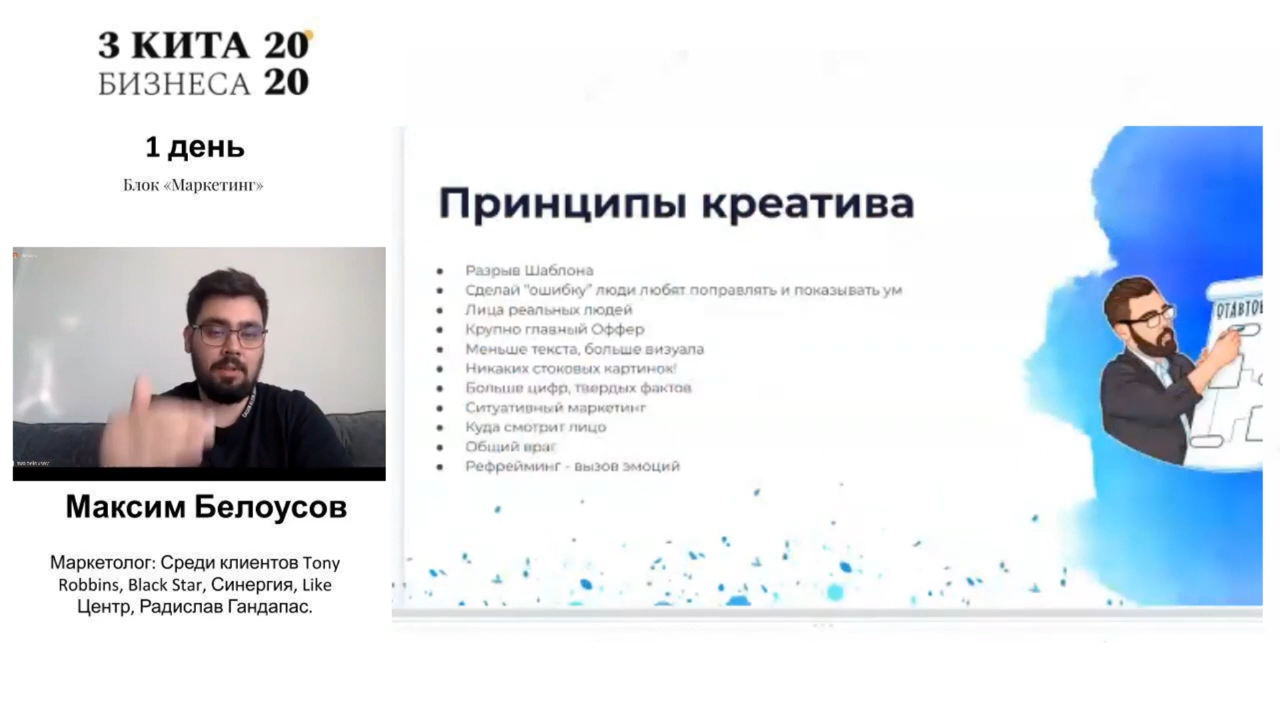 3 КИТА 20
БИЗНЕСА 20
1 день
Блок «Маркетинг»
Максим Белоусов
Маркетолог: Среди клиентов Tony
Robbins, Black Star, Синергия, Like
Центр, Радислав Гандапас.
Принципы креатива
Разрыв Шаблона
Сделай "ошибку" люди любят поправлять и показывать ум
Лица реальных людей
Крупно главный Оффер
Меньше текста, больше визуала
Никаких стоковых картинок!
Больше цифр, твердых фактов
Ситуативный маркетинг
Куда смотрит лицо
Общий враг
Рефрейминг - вызов эмоций